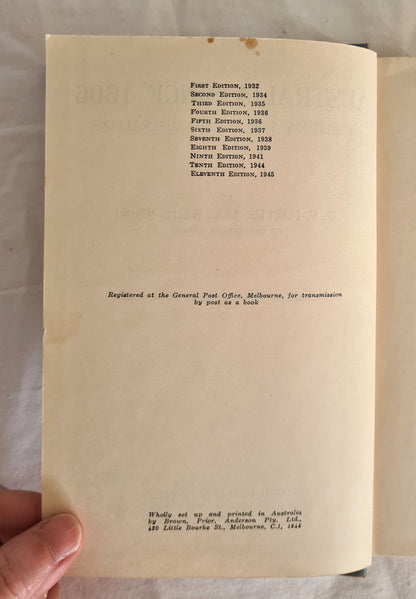 First Edition, 1932
Second Edition, 1934
Third Edition, 1935
Fourth Edition, 1936
Fifth Edition, 1936
Sixth Edition, 1937
Seventh Edition, 1938
Eighth Edition, 1939
Ninth Edition, 1941
Tenth Edition, 1944
Eleventh Edition, 1945
Registered at the General Post Office, Melbourne, for transmission
by post as a book
Wholly set up and printed in Australia
by Brown, Prior, Anderson Pty. Ltd.,
430 Little Bourke St., Melbourne, C.1,